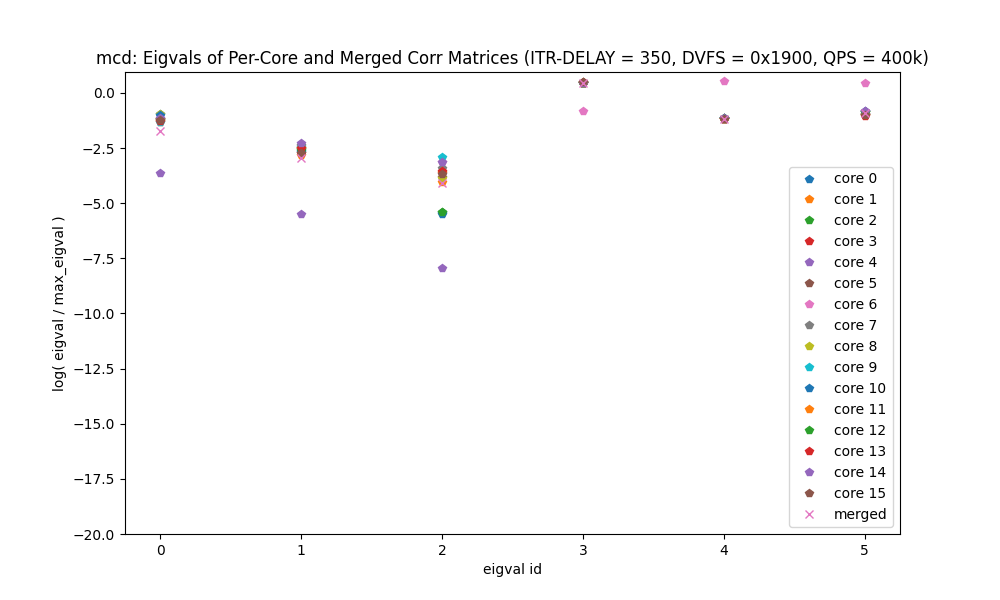 mcd: Eigvals of Per-Core and Merged Corr Matrices (ITR-DELAY = 350, DVFS = 0x1900, QPS = 400k)
log( eigval / max_eigval )
0.0
−2.5
−5.0
−7.5
−10.0
−12.5
−15.0
−17.5
−20.0
0 1 2 3 4 5
eigval id
core 0
core 1
core 2
core 3
core 4
core 5
core 6
core 7
core 8
core 9
core 10
core 11
core 12
core 13
core 14
core 15
merged